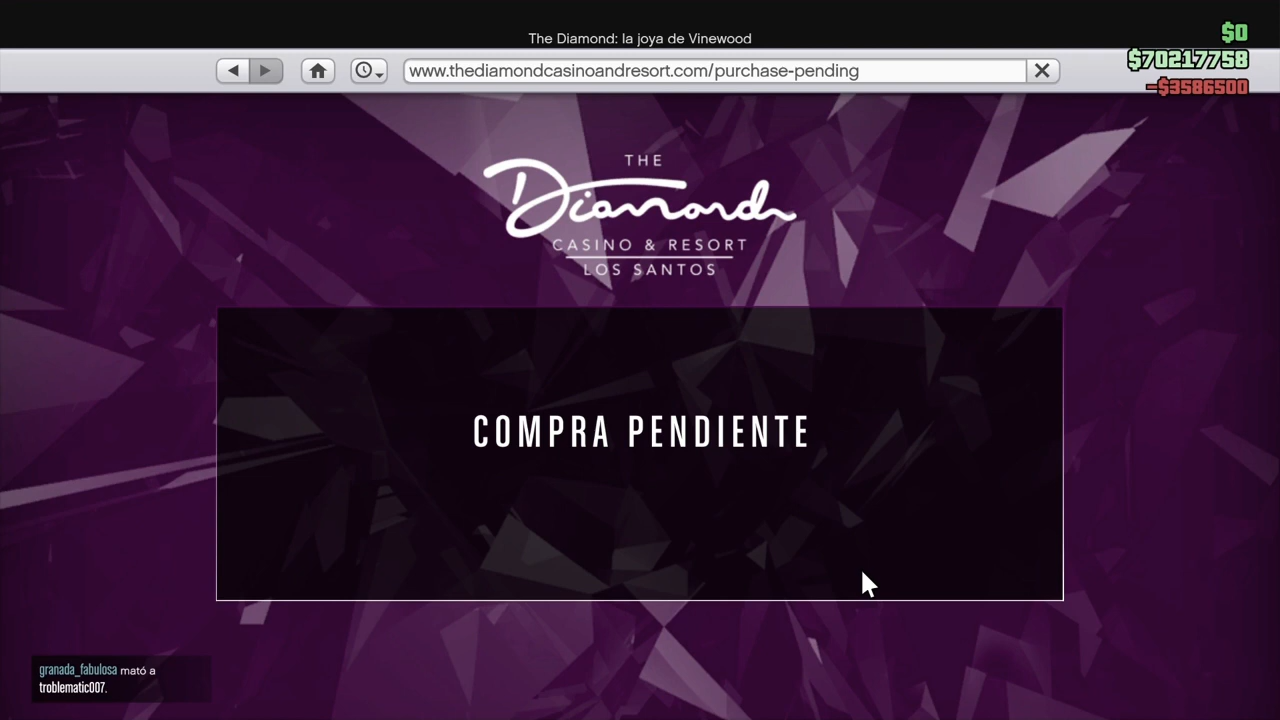 The Diamond: la joya de Vinewood
$0
www.thediamondcasinoandresort.com/purchase-pending
$70217758
-$3586500
THE
Diamond
CASINO & RESORT
LOS SANTOS
COMPRA PENDIENTE
granada_fabulosa mató a
troblematic007.